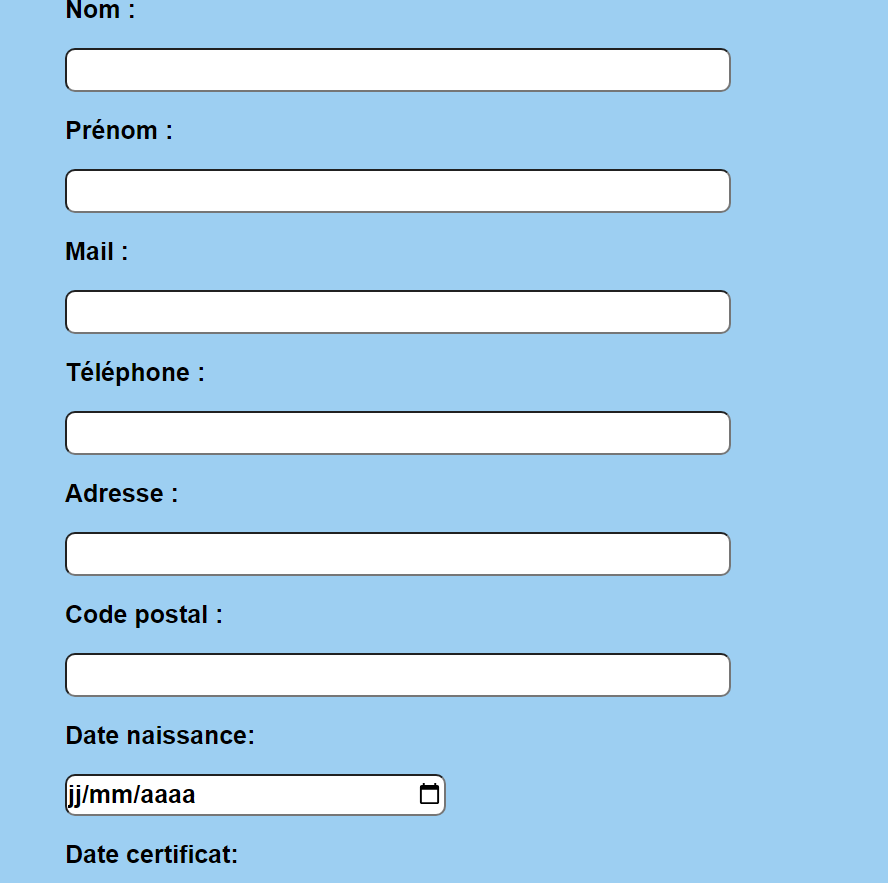 Nom :
Prénom :
Mail :
Téléphone :
Adresse :
Code postal :
Date naissance:
jj/mm/aaaa
Date certificat: